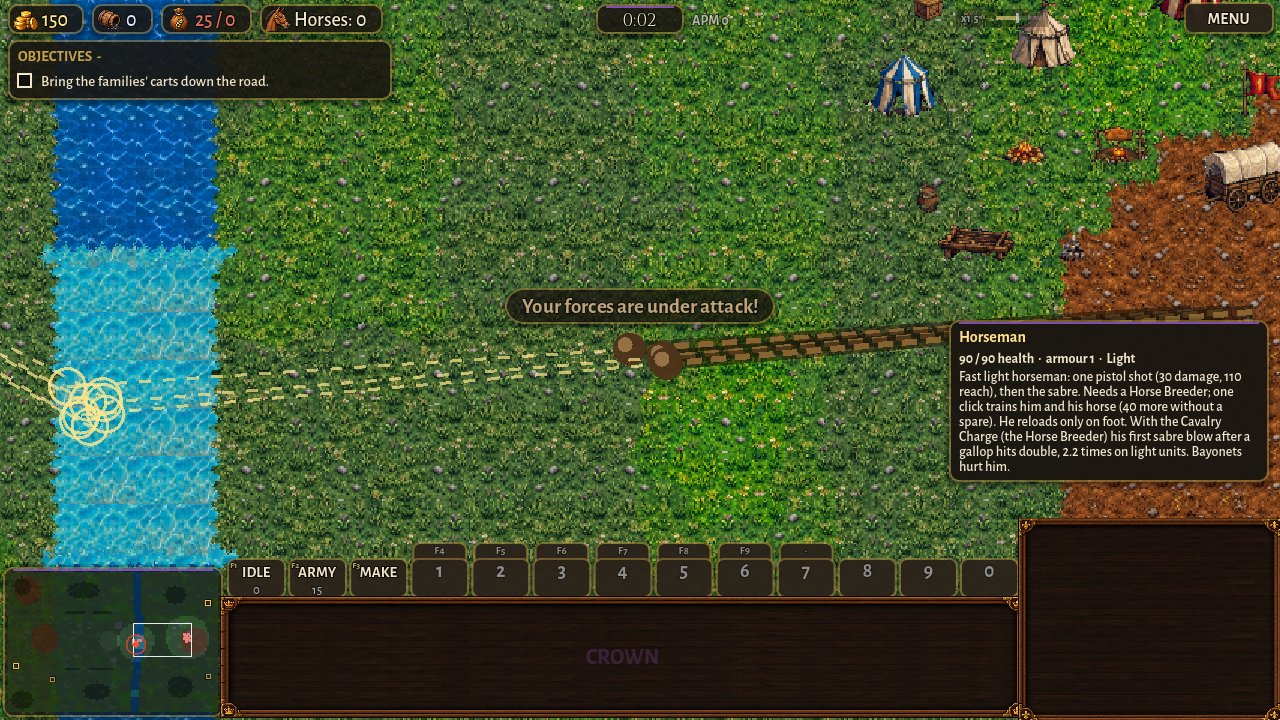 150
0
25 / 0
Horses: 0
0:02
APM 0
x1.5
MENU
OBJECTIVES -
Bring the families' carts down the road.
Your forces are under attack!
Horseman
90 / 90 health · armour 1 · Light
Fast light horseman: one pistol shot (30 damage, 110
reach), then the sabre. Needs a Horse Breeder; one
click trains him and his horse (40 more without a
spare). He reloads only on foot. With the Cavalry
Charge (the Horse Breeder) his first sabre blow after a
gallop hits double, 2.2 times on light units. Bayonets
hurt him.
F1 IDLE
0
F2 ARMY
15
F3 MAKE
F4 F5 F6 F7 F8 F9
1 2 3 4 5 6 7 8 9 0
CROWN